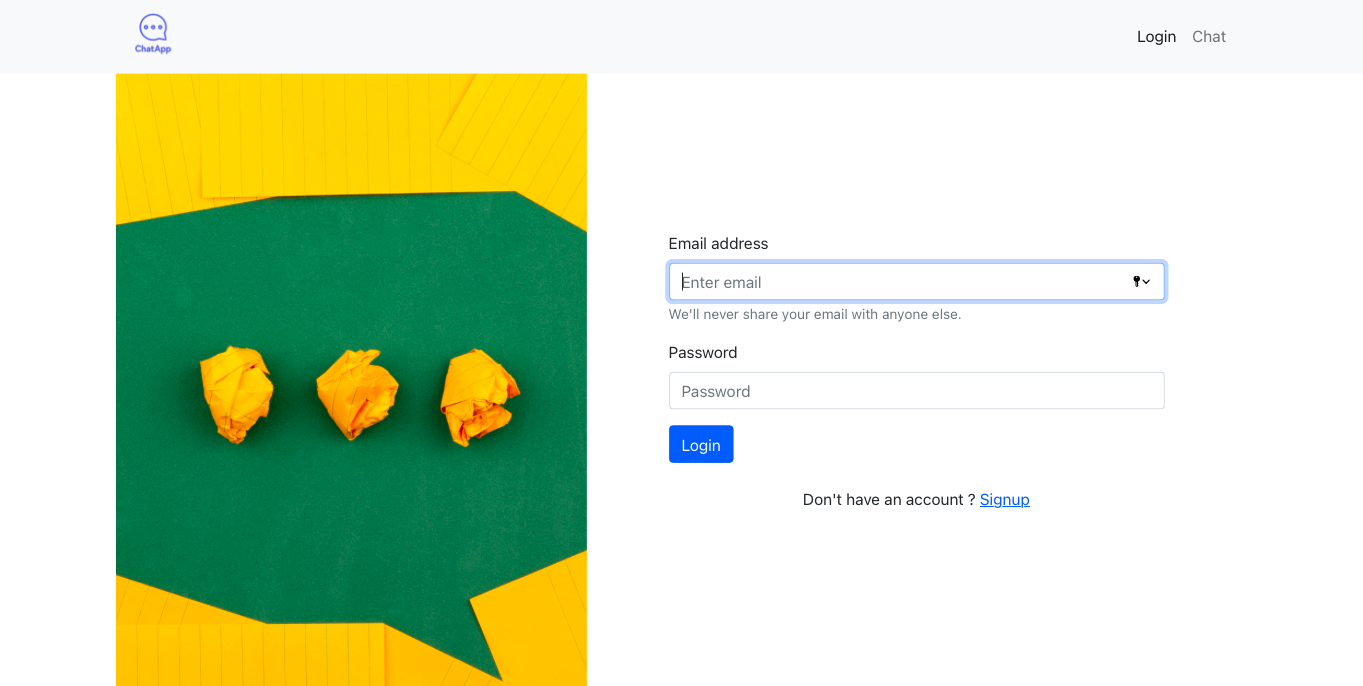 ChatApp
Login Chat
Email address
Enter email
We'll never share your email with anyone else.
Password
Password
Login
Don't have an account ? Signup